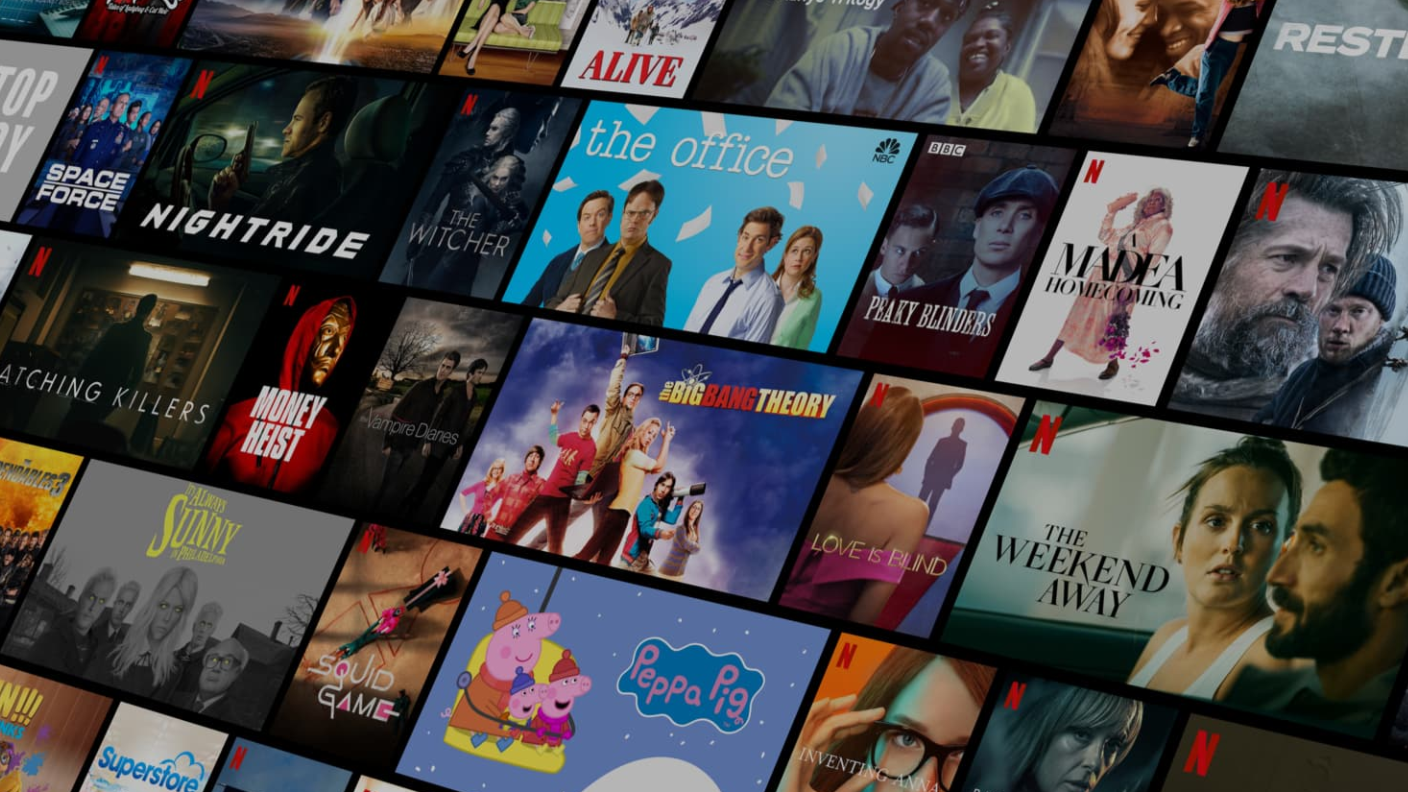 Trilogy
ALIVE
TOP
SPACE
FORCE
N
NIGHTRIDE
N
THE
WITCHER
the office
NBC
BBC
PEAKY BLINDERS
N
A
MADEA
HOMECOMING
N
N
ATCHING KILLERS
N
MONEY
HEIST
the
Vampire Diaries
the BIG BANG THEORY
N
LOVE IS BLIND
N
THE
WEEKEND
AWAY
IT'S ALWAYS
SUNNY
IN PHILADELPHIA
N
SQUID
GAME
Peppa Pig
N
INVENTING ANNA
N
N
Superstore
N